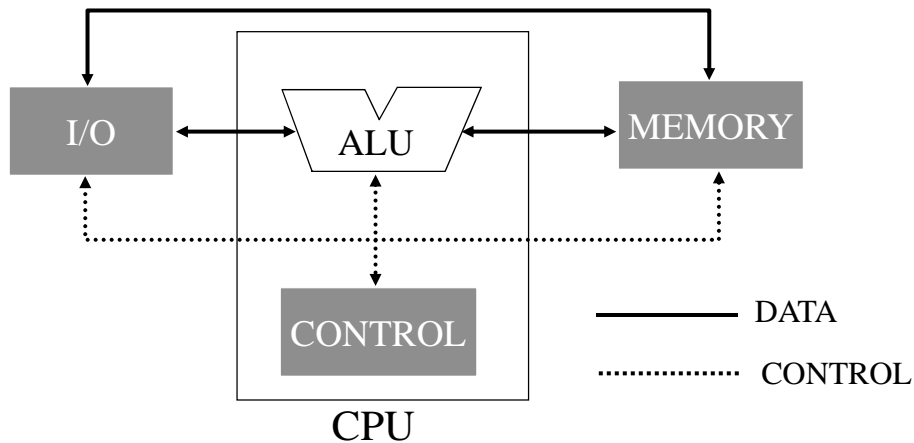 I/O
ALU
MEMORY
CONTROL
DATA
CONTROL
CPU